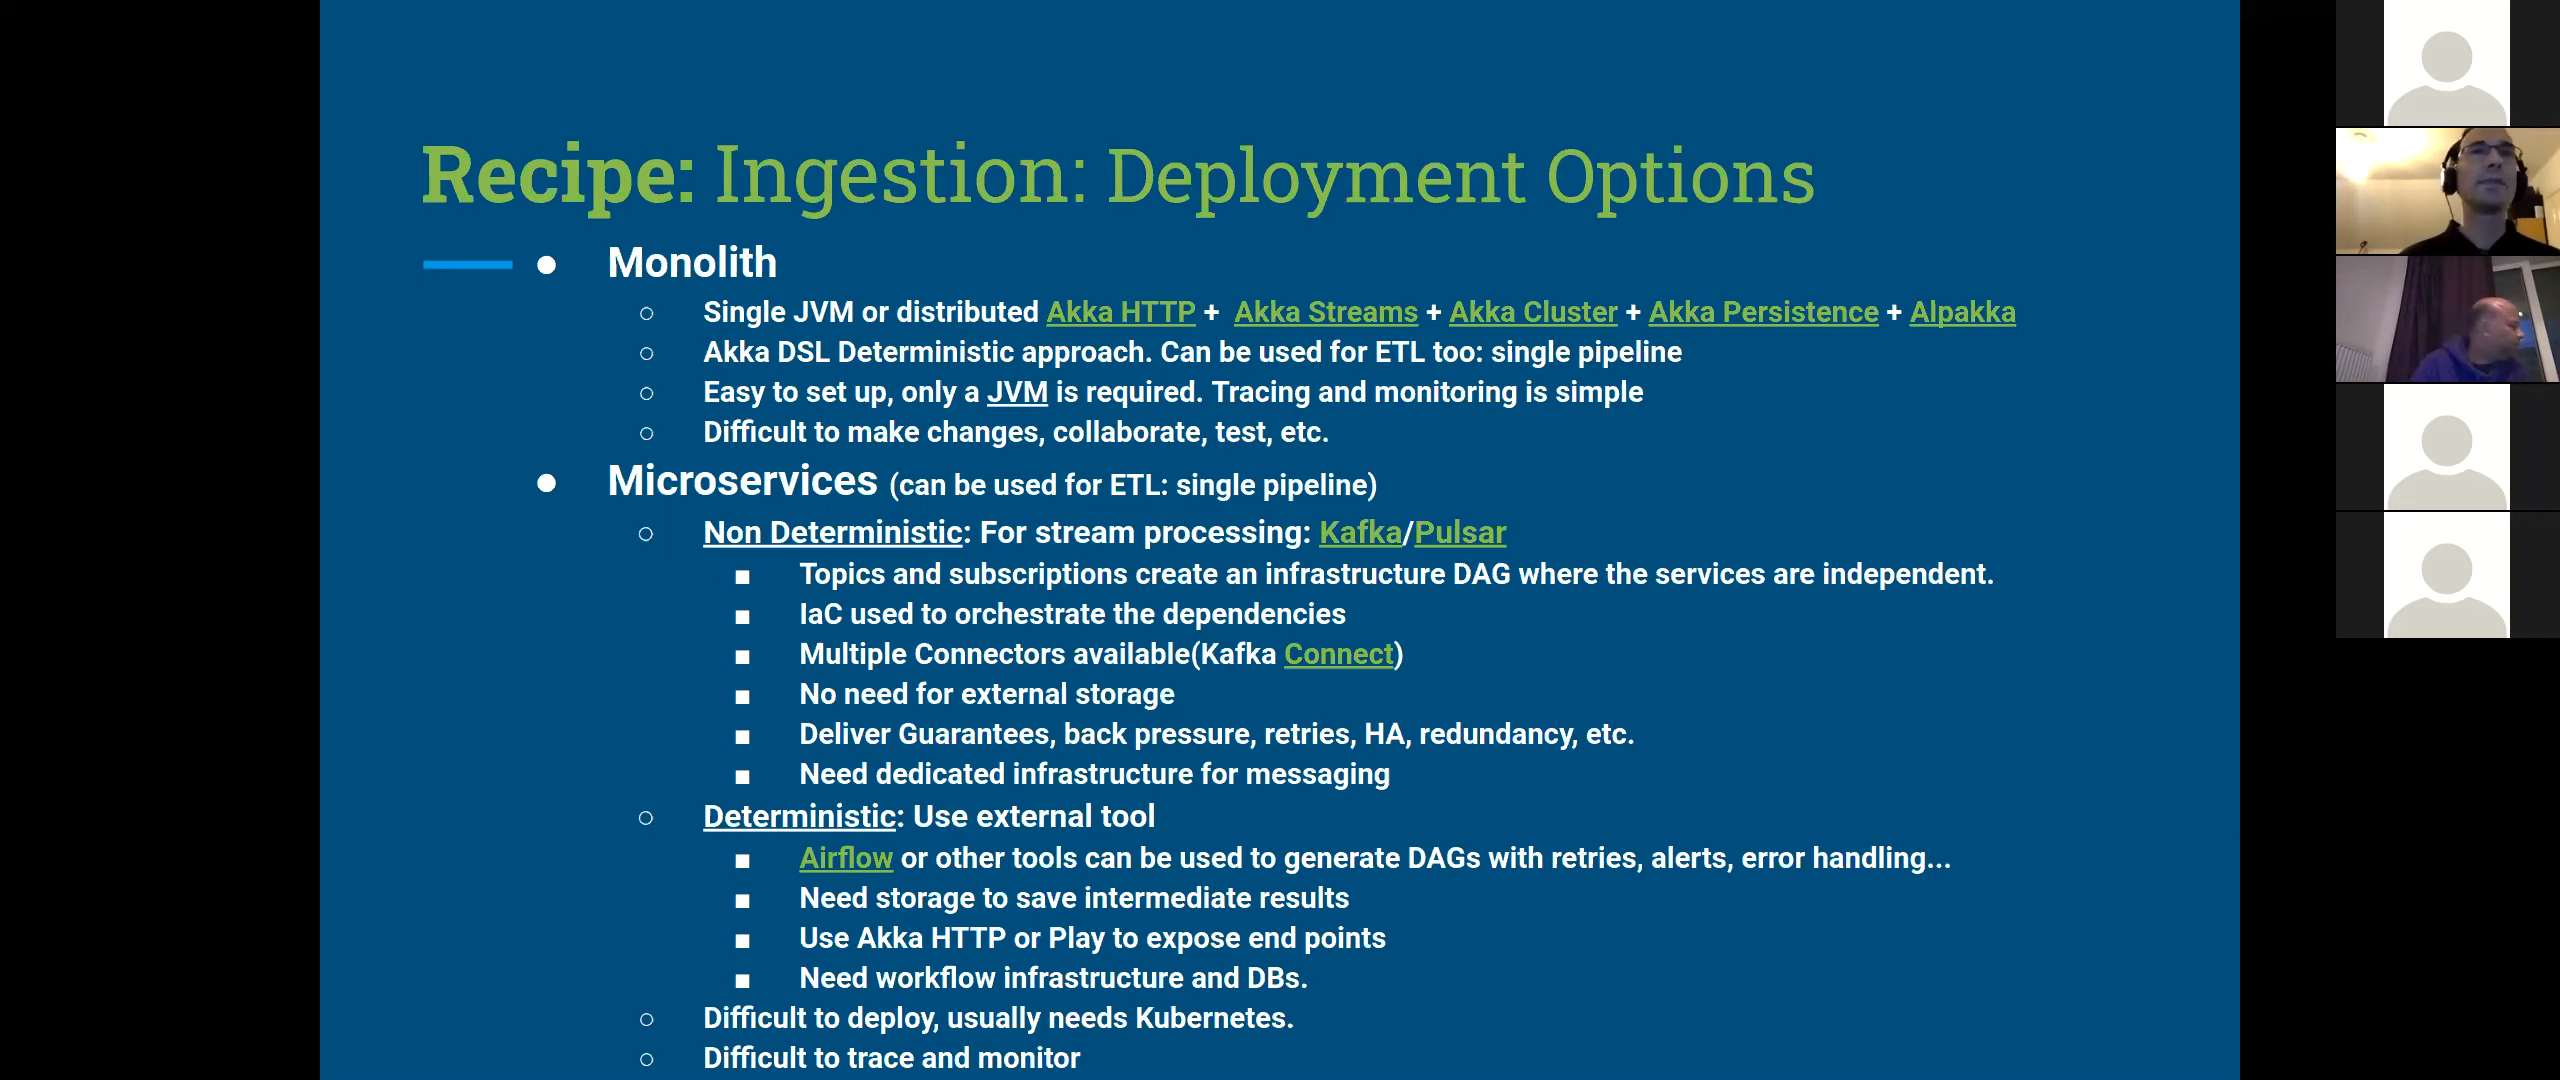 Recipe: Ingestion: Deployment Options
● Monolith
○ Single JVM or distributed Akka HTTP + Akka Streams + Akka Cluster + Akka Persistence + Alpakka
○ Akka DSL Deterministic approach. Can be used for ETL too: single pipeline
○ Easy to set up, only a JVM is required. Tracing and monitoring is simple
○ Difficult to make changes, collaborate, test, etc.
● Microservices (can be used for ETL: single pipeline)
○ Non Deterministic: For stream processing: Kafka/Pulsar
■ Topics and subscriptions create an infrastructure DAG where the services are independent.
■ IaC used to orchestrate the dependencies
■ Multiple Connectors available(Kafka Connect)
■ No need for external storage
■ Deliver Guarantees, back pressure, retries, HA, redundancy, etc.
■ Need dedicated infrastructure for messaging
○ Deterministic: Use external tool
■ Airflow or other tools can be used to generate DAGs with retries, alerts, error handling...
■ Need storage to save intermediate results
■ Use Akka HTTP or Play to expose end points
■ Need workflow infrastructure and DBs.
○ Difficult to deploy, usually needs Kubernetes.
○ Difficult to trace and monitor